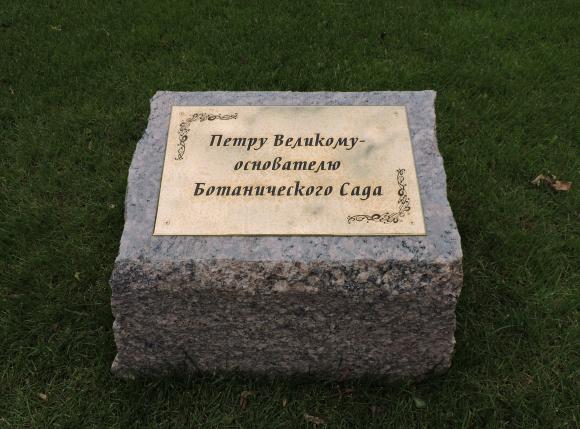 Петру Великому-
основателю
Ботанического Сада